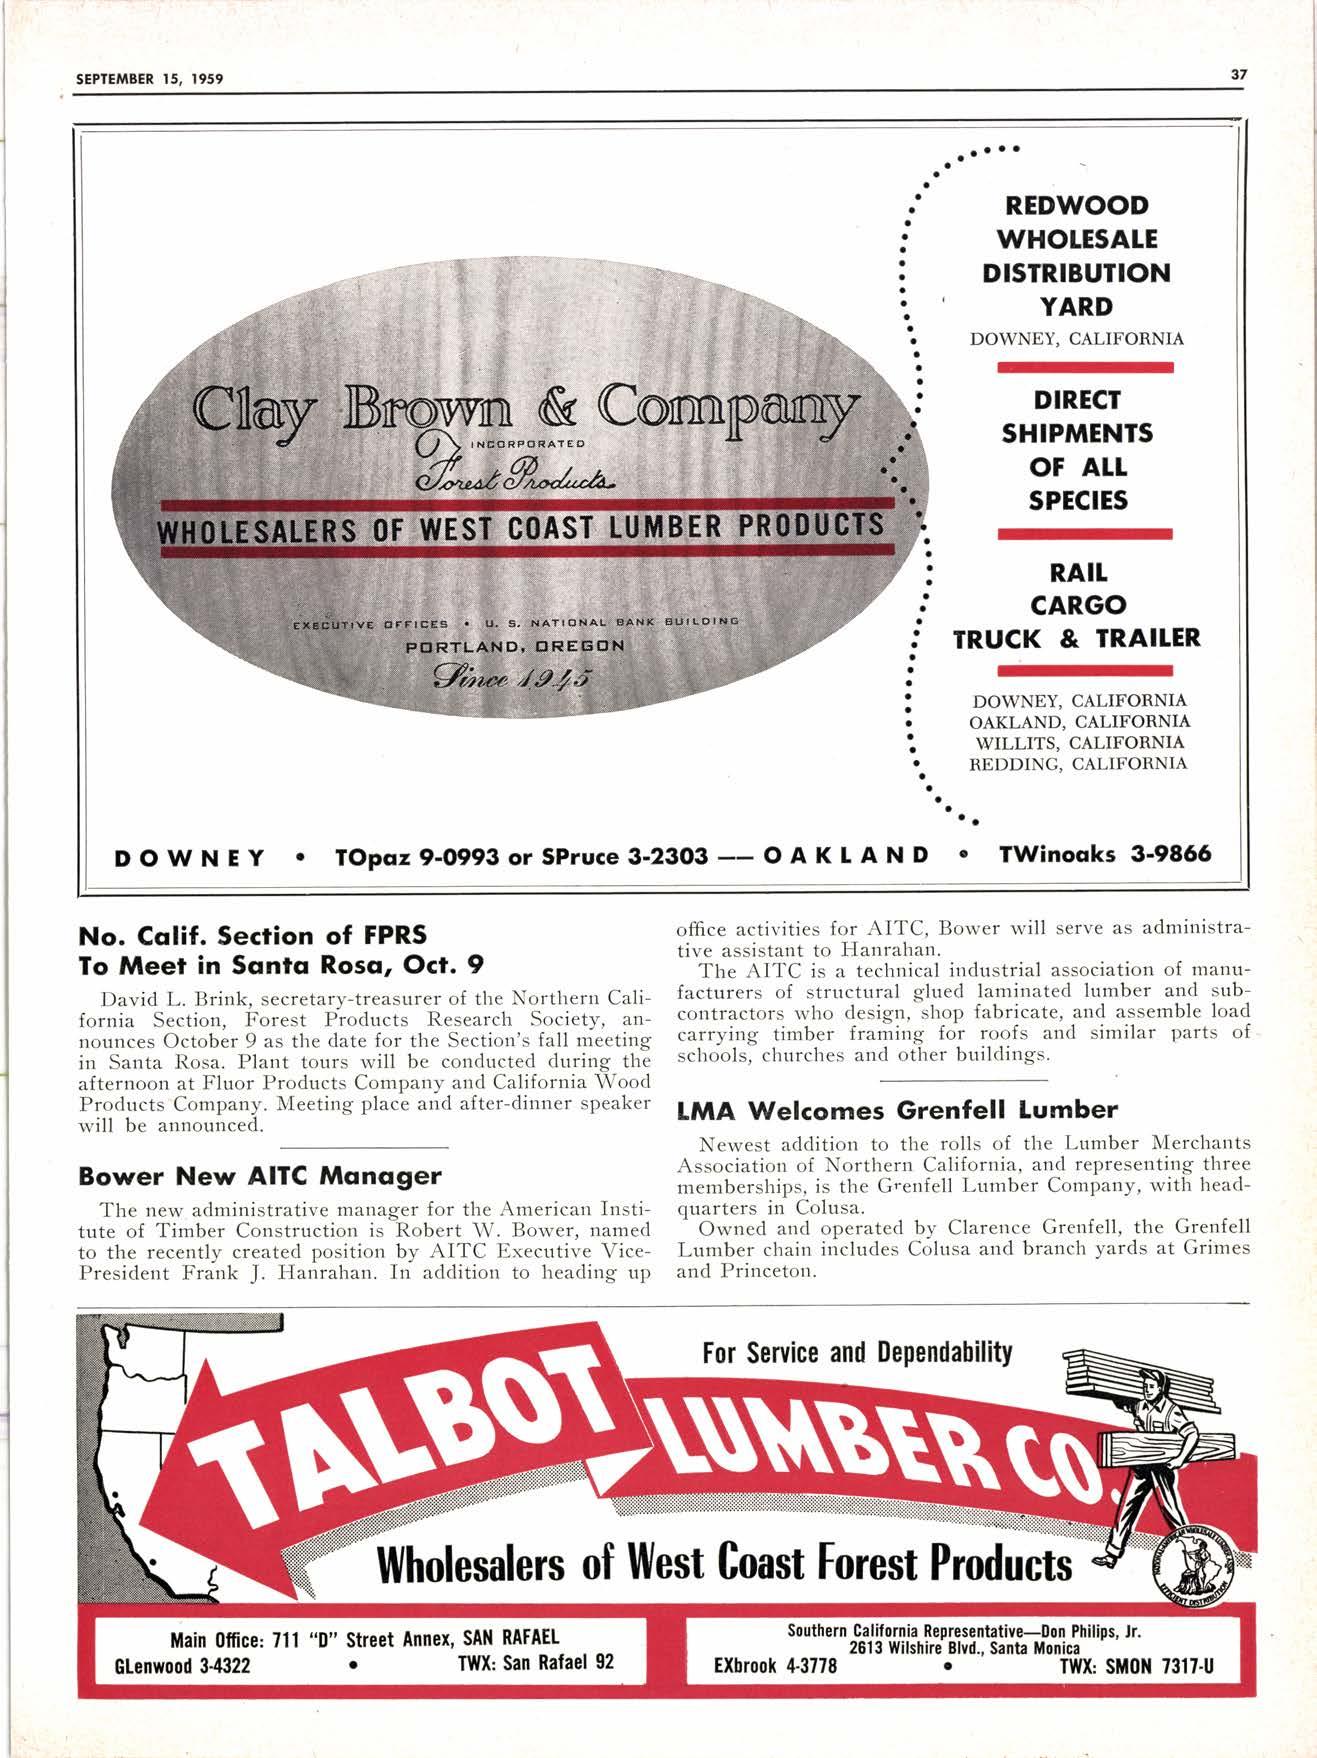 SEPTEMBER 15, 1959
37
Clay Brown & Company
INCORPORATED
Forest Products
WHOLESALERS OF WEST COAST LUMBER PRODUCTS
EXECUTIVE OFFICES • U. S. NATIONAL BANK BUILDING
PORTLAND, OREGON
Since 1945
REDWOOD
WHOLESALE
DISTRIBUTION
YARD
DOWNEY, CALIFORNIA
DIRECT
SHIPMENTS
OF ALL
SPECIES
RAIL
CARGO
TRUCK & TRAILER
DOWNEY, CALIFORNIA
OAKLAND, CALIFORNIA
WILLITS, CALIFORNIA
REDDING, CALIFORNIA
DOWNEY • TOpaz 9-0993 or SPruce 3-2303 —— OAKLAND • TWinoaks 3-9866
No. Calif. Section of FPRS
To Meet in Santa Rosa, Oct. 9
David L. Brink, secretary-treasurer of the Northern Cali-
fornia Section, Forest Products Research Society, an-
nounces October 9 as the date for the Section's fall meeting
in Santa Rosa. Plant tours will be conducted during the
afternoon at Fluor Products Company and California Wood
Products Company. Meeting place and after-dinner speaker
will be announced.
Bower New AITC Manager
The new administrative manager for the American Insti-
tute of Timber Construction is Robert W. Bower, named
to the recently created position by AITC Executive Vice-
President Frank J. Hanrahan. In addition to heading up
office activities for AITC, Bower will serve as administra-
tive assistant to Hanrahan.
The AITC is a technical industrial association of manu-
facturers of structural glued laminated lumber and sub-
contractors who design, shop fabricate, and assemble load
carrying timber framing for roofs and similar parts of
schools, churches and other buildings.
LMA Welcomes Grenfell Lumber
Newest addition to the rolls of the Lumber Merchants
Association of Northern California, and representing three
memberships, is the Grenfell Lumber Company, with head-
quarters in Colusa.
Owned and operated by Clarence Grenfell, the Grenfell
Lumber chain includes Colusa and branch yards at Grimes
and Princeton.
For Service and Dependability
TALBOT LUMBER CO.
Wholesalers of West Coast Forest Products
EFFICIENT DISTRIBUTION
Main Office: 711 "D" Street Annex, SAN RAFAEL
GLenwood 3-4322 • TWX: San Rafael 92
Southern California Representative—Don Philips, Jr.
2613 Wilshire Blvd., Santa Monica
EXbrook 4-3778 • TWX: SMON 7317-U